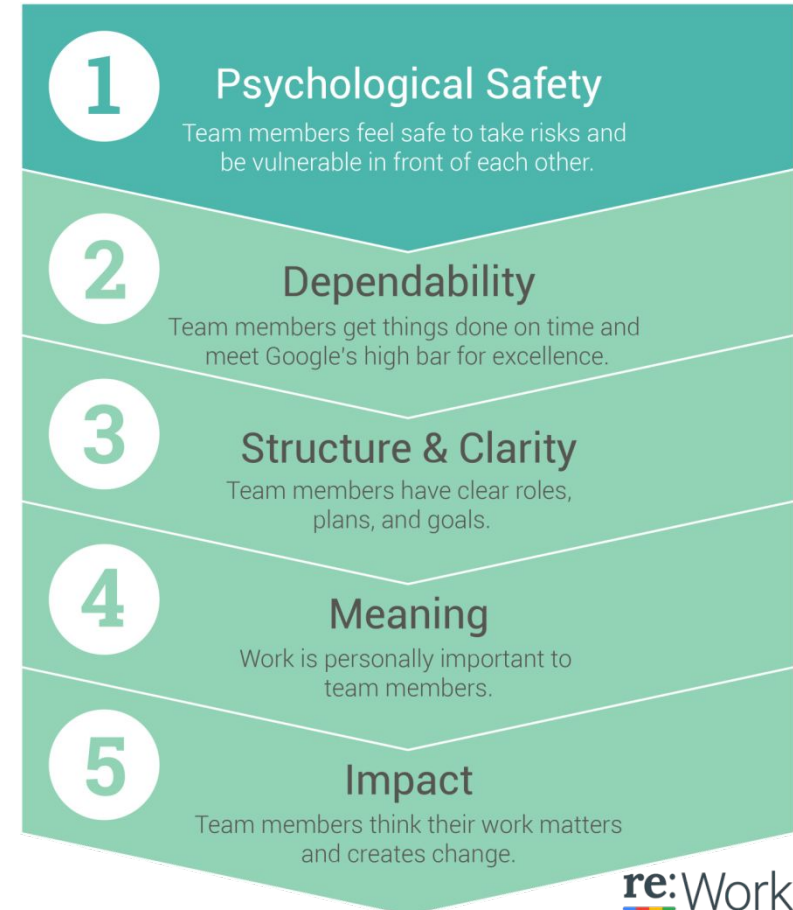 1
Psychological Safety
Team members feel safe to take risks and
be vulnerable in front of each other.
2
Dependability
Team members get things done on time and
meet Google's high bar for excellence.
3
Structure & Clarity
Team members have clear roles,
plans, and goals.
4
Meaning
Work is personally important to
team members.
5
Impact
Team members think their work matters
and creates change.
re:Work